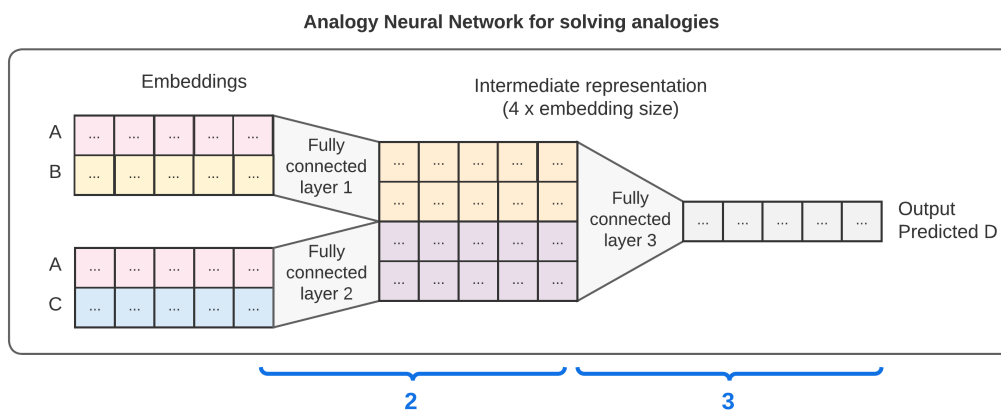 Analogy Neural Network for solving analogies
Embeddings
Intermediate representation
(4 x embedding size)
A
... ... ... ... ...
B
... ... ... ... ...
Fully
connected
layer 1
A
... ... ... ... ...
C
... ... ... ... ...
Fully
connected
layer 2
... ... ... ... ...
... ... ... ... ...
... ... ... ... ...
... ... ... ... ...
Fully
connected
layer 3
... ... ... ... ...
Output
Predicted D
2
3